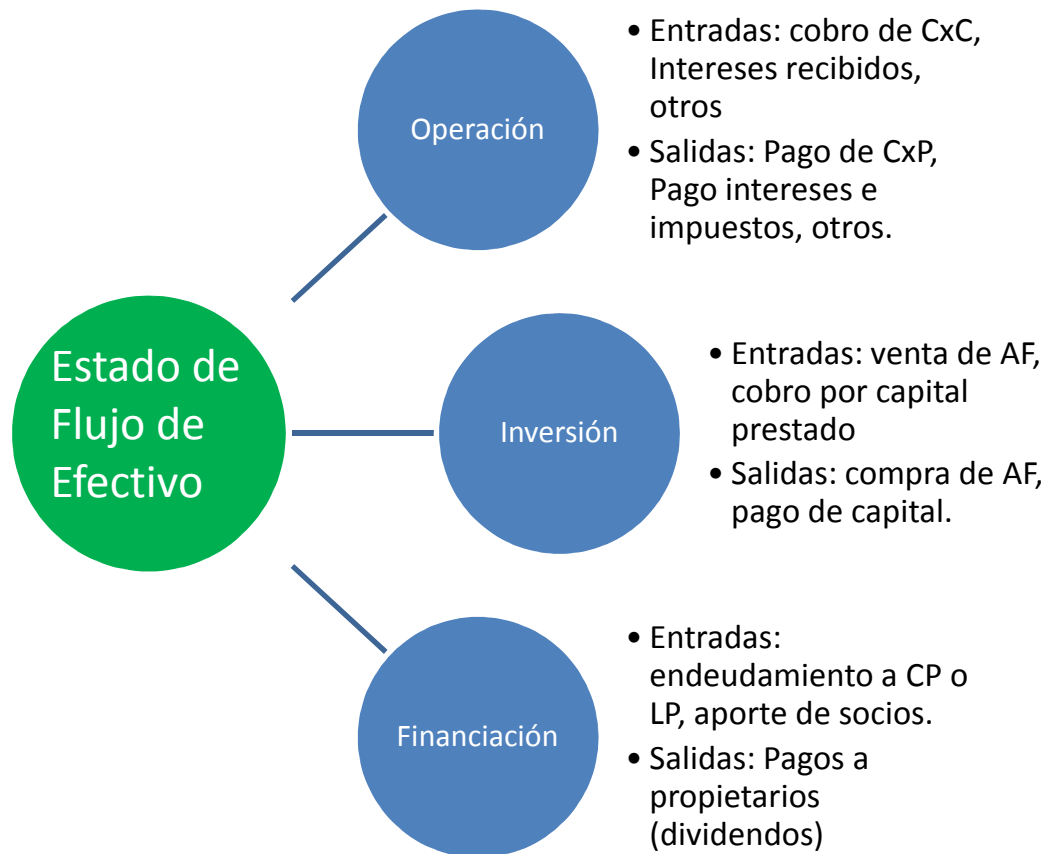 Estado de
Flujo de
Efectivo
Operación
• Entradas: cobro de CxC,
Intereses recibidos,
otros
• Salidas: Pago de CxP,
Pago intereses e
impuestos, otros.
Inversión
• Entradas: venta de AF,
cobro por capital
prestado
• Salidas: compra de AF,
pago de capital.
Financiación
• Entradas:
endeudamiento a CP o
LP, aporte de socios.
• Salidas: Pagos a
propietarios
(dividendos)